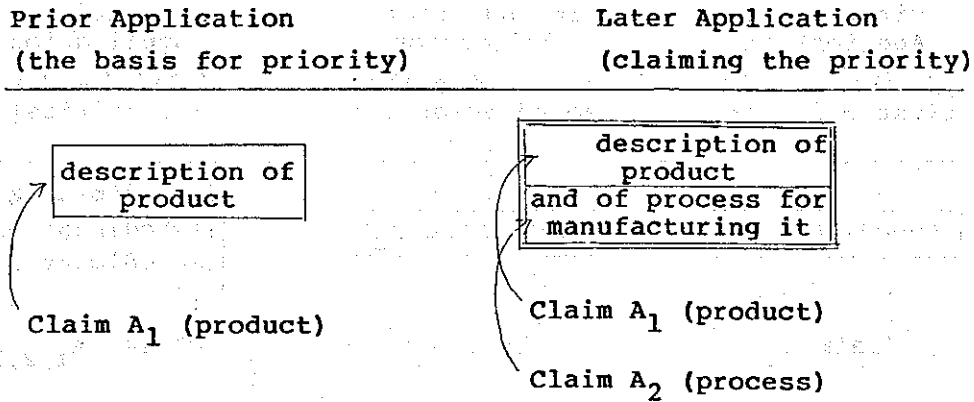 Prior Application
(the basis for priority)
Later Application
(claiming the priority)
description of
product
Claim A₁ (product)
description of
product
and of process for
manufacturing it
Claim A₁ (product)
Claim A₂ (process)